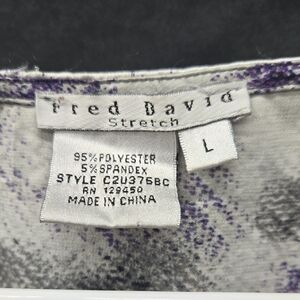 Fred David
Stretch
L
95% POLYESTER
5% SPANDEX
STYLE C2U376BC
RN 129450
MADE IN CHINA